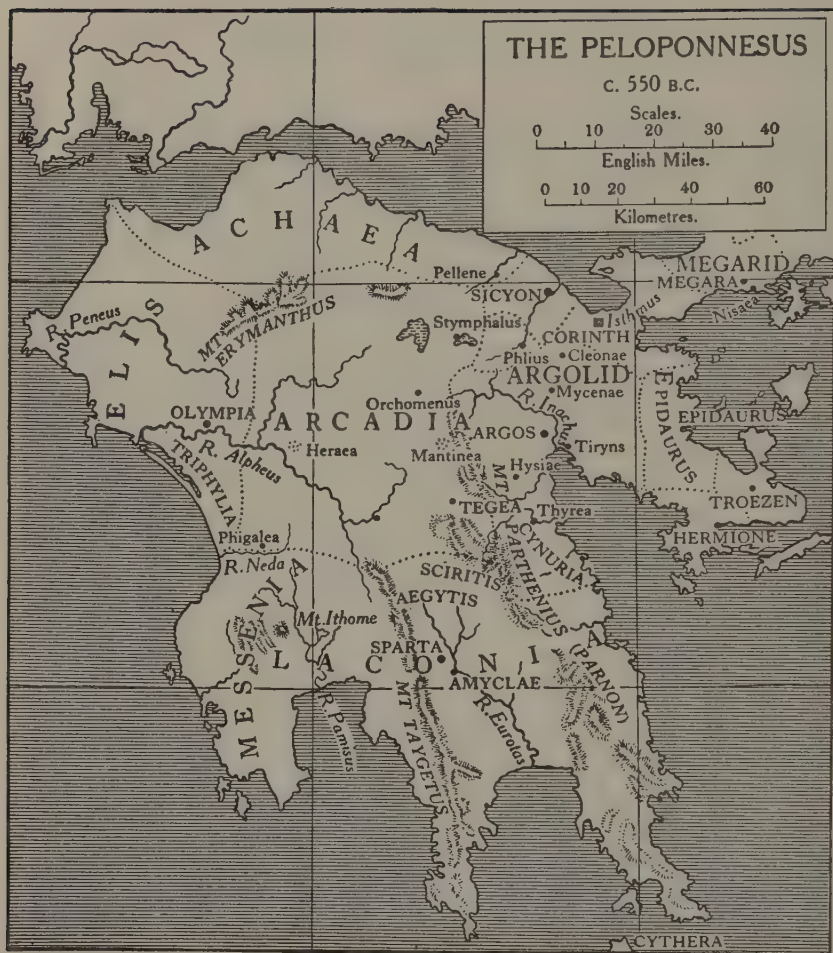 THE PELOPONNESUS
C. 550 B.C.
Scales.
0 10 20 30 40
English Miles.
0 10 20 40 60
Kilometres.
ACHAEA
Pellene
MEGARID
MEGARA
Nisaea
SICYON
Isthmus
R. Peneus
ELIS
MT ERYMANTHUS
Stymphalus
CORINTH
Phlius
Cleonae
ARGOLID
Orchomenus
Mycenae
R. Inachus
EPIDAURUS
EPIDAURUS
OLYMPIA
ARCADIA
ARGOS
Tiryns
R. Alpheus
Heraea
Mantinea
Hysiae
TRIPHYLIA
TEGEA
Thyrea
TROEZEN
HERMIONE
MT PARTHENIUS
CYNURIA
Phigalea
R. Neda
SCIRITIS
AEGYTIS
MESSENIA
Mt. Ithome
SPARTA
LACONIA
(PARNON)
AMYCLAE
R. Pamisus
MT TAYGETUS
R. Eurotas
CYTHERA